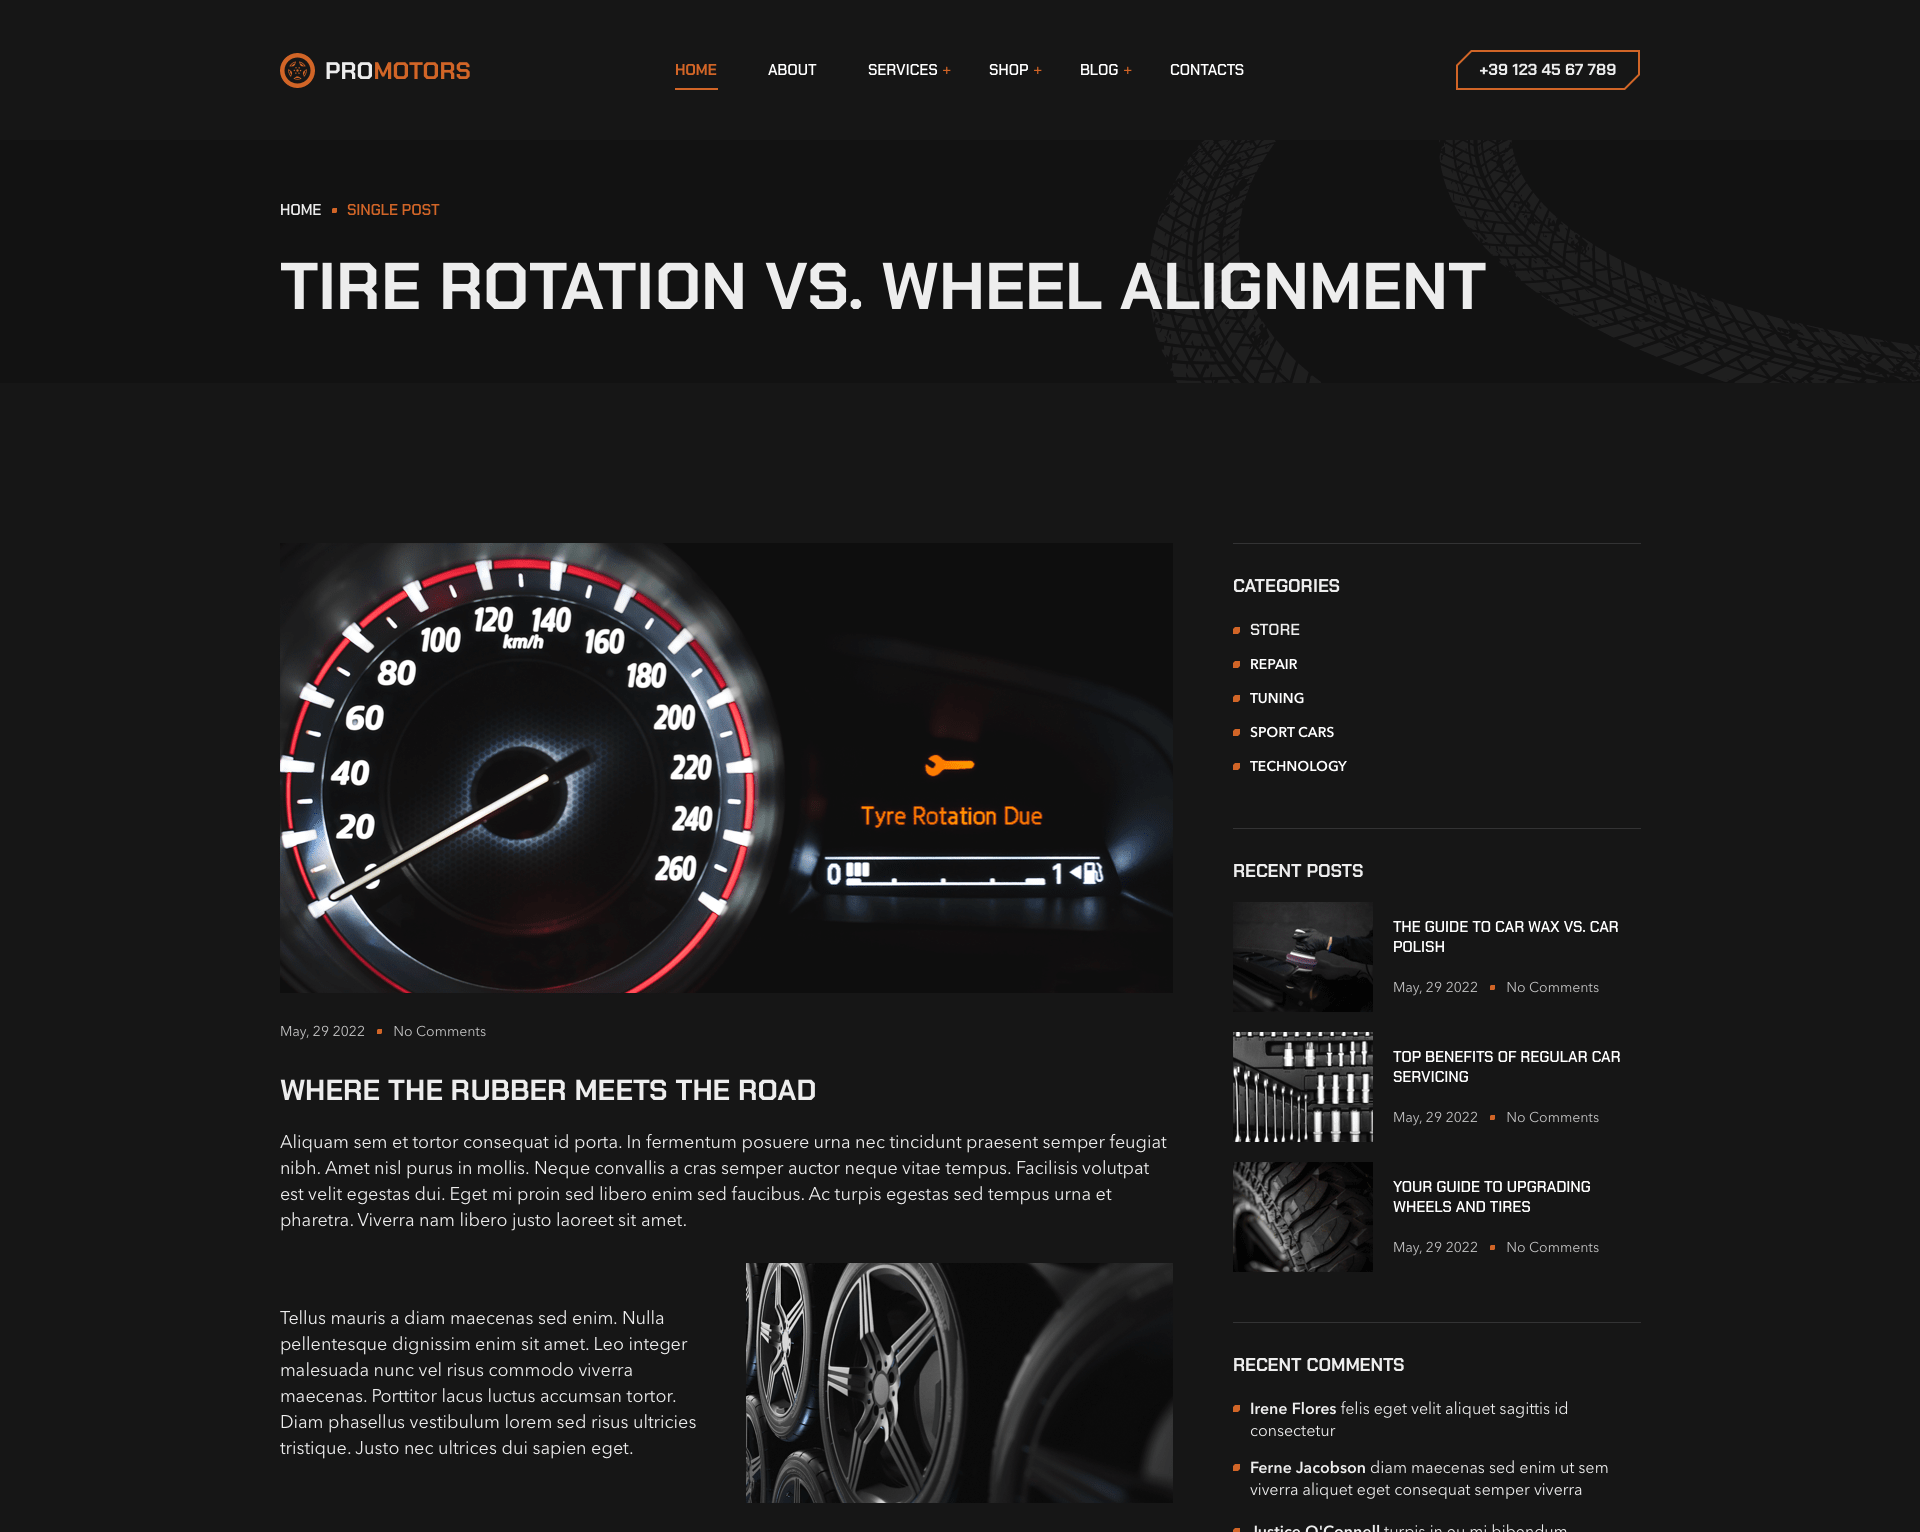 PROMOTORS
HOME
ABOUT
SERVICES +
SHOP +
BLOG +
CONTACTS
+39 123 45 67 789
HOME SINGLE POST
TIRE ROTATION VS. WHEEL ALIGNMENT
0
20
40
60
80
100
120
140
km/h
160
180
200
220
240
260
Tyre Rotation Due
0 1
May, 29 2022 No Comments
WHERE THE RUBBER MEETS THE ROAD
Aliquam sem et tortor consequat id porta. In fermentum posuere urna nec tincidunt praesent semper feugiat
nibh. Amet nisl purus in mollis. Neque convallis a cras semper auctor neque vitae tempus. Facilisis volutpat
est velit egestas dui. Eget mi proin sed libero enim sed faucibus. Ac turpis egestas sed tempus urna et
pharetra. Viverra nam libero justo laoreet sit amet.
Tellus mauris a diam maecenas sed enim. Nulla
pellentesque dignissim enim sit amet. Leo integer
malesuada nunc vel risus commodo viverra
maecenas. Porttitor lacus luctus accumsan tortor.
Diam phasellus vestibulum lorem sed risus ultricies
tristique. Justo nec ultrices dui sapien eget.
CATEGORIES
STORE
REPAIR
TUNING
SPORT CARS
TECHNOLOGY
RECENT POSTS
THE GUIDE TO CAR WAX VS. CAR
POLISH
May, 29 2022 No Comments
TOP BENEFITS OF REGULAR CAR
SERVICING
May, 29 2022 No Comments
YOUR GUIDE TO UPGRADING
WHEELS AND TIRES
May, 29 2022 No Comments
RECENT COMMENTS
Irene Flores felis eget velit aliquet sagittis id
consectetur
Ferne Jacobson diam maecenas sed enim ut sem
viverra aliquet eget consequat semper viverra
Justice O'Connell turpis in eu mi bibendum